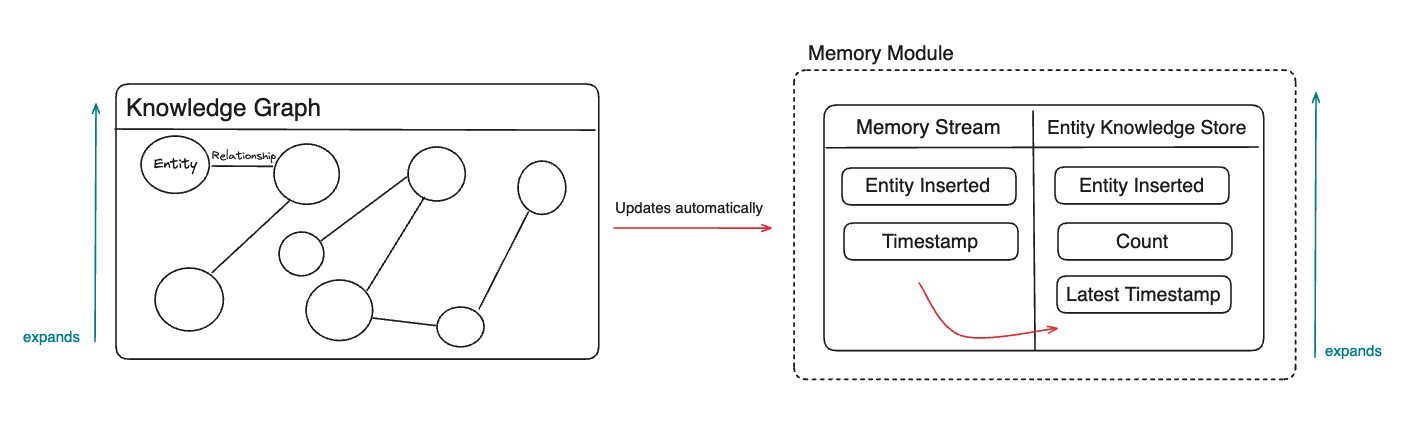 Memory Module
Knowledge Graph
Entity
Relationship
expands
Updates automatically
Memory Stream
Entity Inserted
Timestamp
Entity Knowledge Store
Entity Inserted
Count
Latest Timestamp
expands